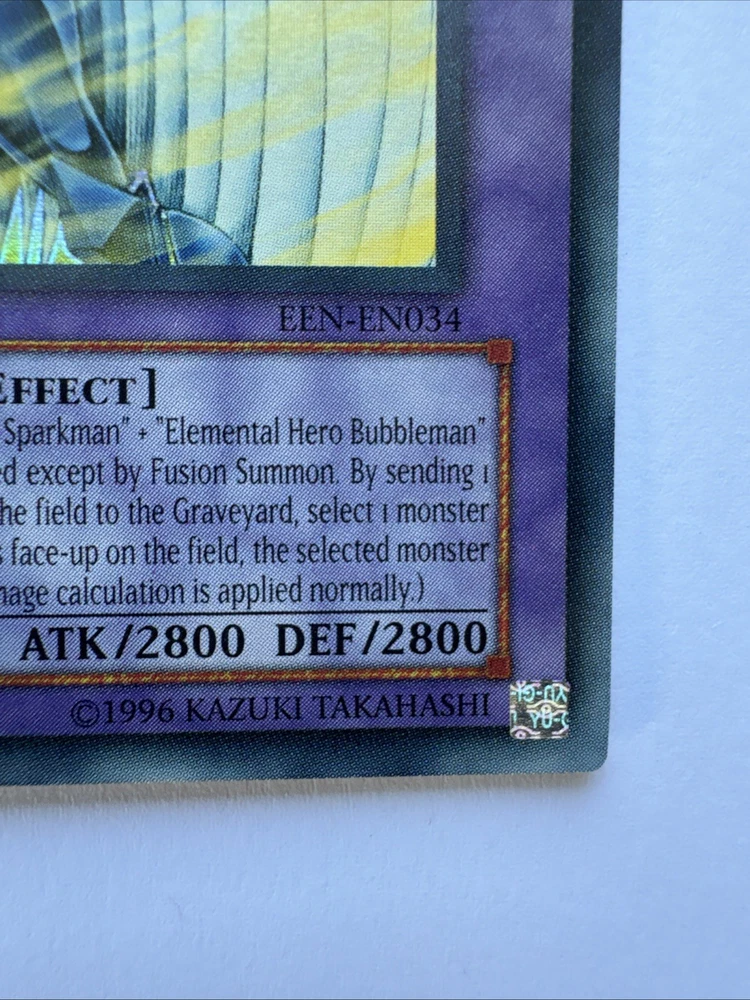 EEN-EN034
EFFECT]
Sparkman" + "Elemental Hero Bubbleman"
except by Fusion Summon. By sending 1
the field to the Graveyard, select 1 monster
face-up on the field, the selected monster
calculation is applied normally.)
ATK/2800 DEF/2800
©1996 KAZUKI TAKAHASHI